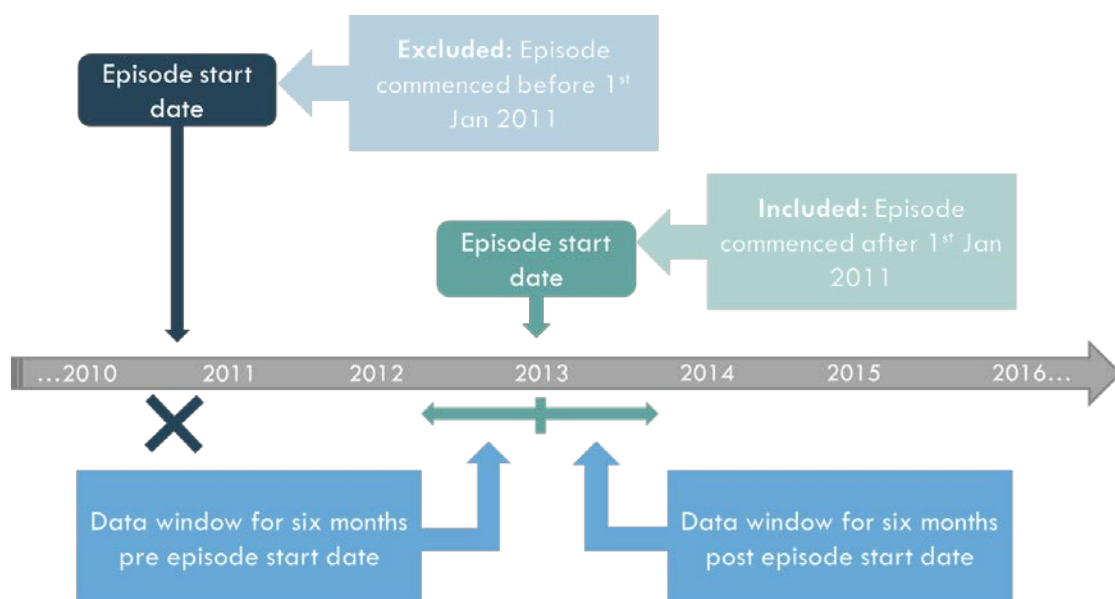 Excluded: Episode
commenced before 1st
Jan 2011
Episode start
date
Included: Episode
commenced after 1st Jan
2011
Episode start
date
...2010 2011 2012 2013 2014 2015 2016...
Data window for six months
pre episode start date
Data window for six months
post episode start date